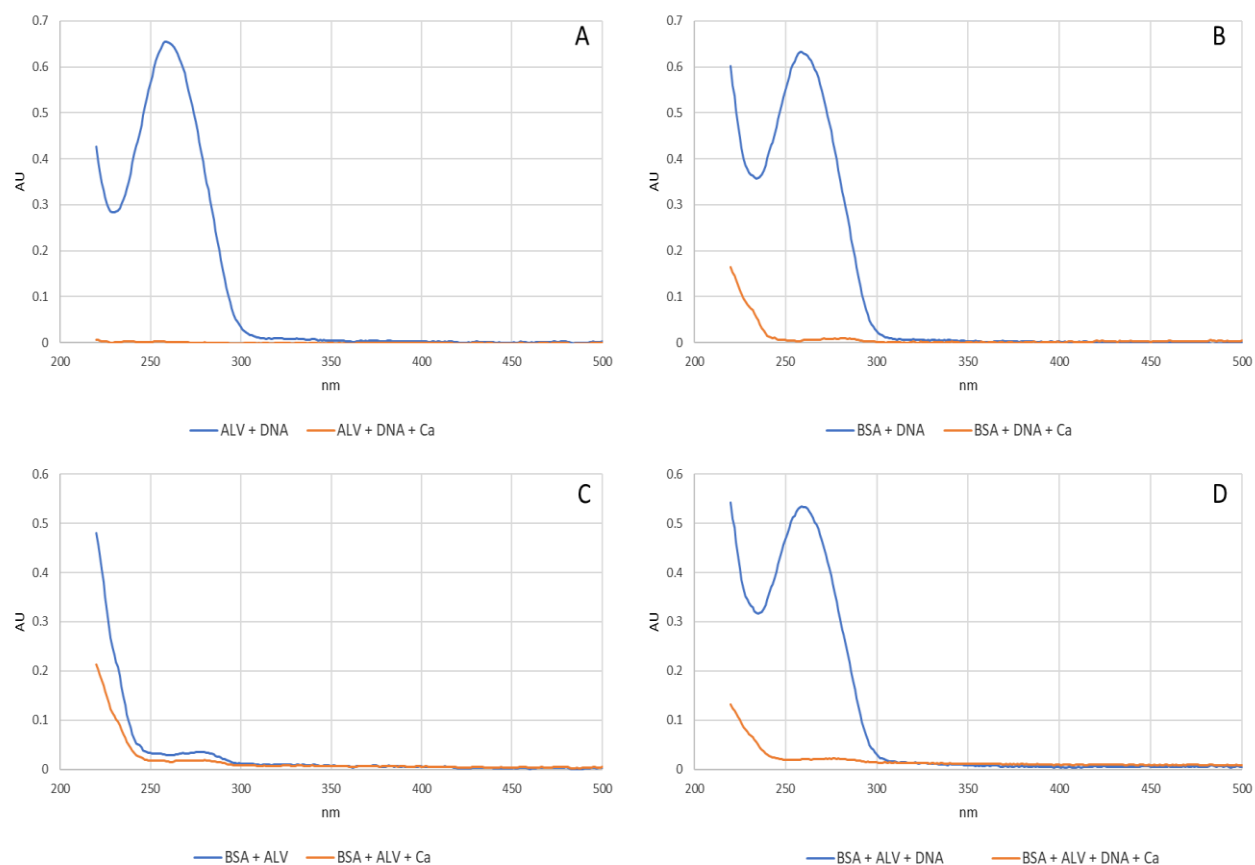 A
0.7
0.6
0.5
0.4
0.3
0.2
0.1
0
AU
200 250 300 350 400 450 500
nm
ALV + DNA ALV + DNA + Ca
B
0.7
0.6
0.5
0.4
0.3
0.2
0.1
0
AU
200 250 300 350 400 450 500
nm
BSA + DNA BSA + DNA + Ca
C
0.6
0.5
0.4
0.3
0.2
0.1
0
AU
200 250 300 350 400 450 500
nm
BSA + ALV BSA + ALV + Ca
D
0.6
0.5
0.4
0.3
0.2
0.1
0
AU
200 250 300 350 400 450 500
nm
BSA + ALV + DNA BSA + ALV + DNA + Ca